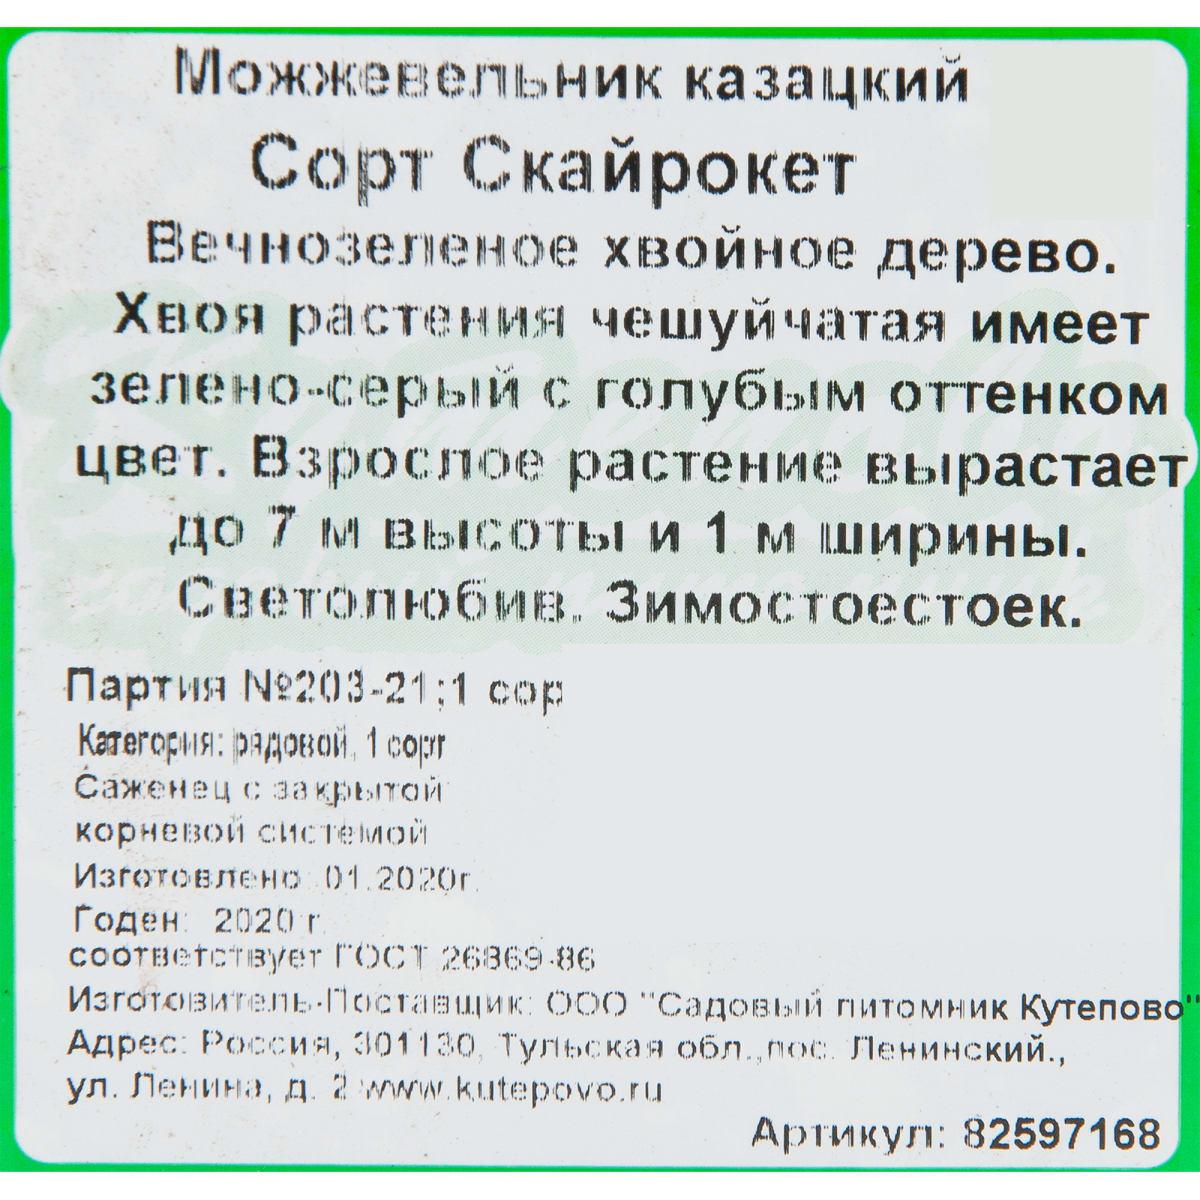 Можжевельник казацкий
Сорт Скайрокет
Вечнозеленое хвойное дерево.
Хвоя растения чешуйчатая имеет
зелено-серый с голубым оттенком
цвет. Взрослое растение вырастает
до 7 м высоты и 1 м ширины.
Светолюбив. Зимостоестоек.
Партия №203-21;1 сор
Категория: рядовой, 1 сорт
Саженец с закрытой
корневой системой
Изготовлено: 01.2020г.
Годен: 2020 г.
соответствует ГОСТ 26869-86
Изготовитель-Поставщик: ООО "Садовый питомник Кутепово"
Адрес: Россия, 301130, Тульская обл.,пос. Ленинский.,
ул. Ленина, д. 2 www.kutepovo.ru
Артикул: 82597168